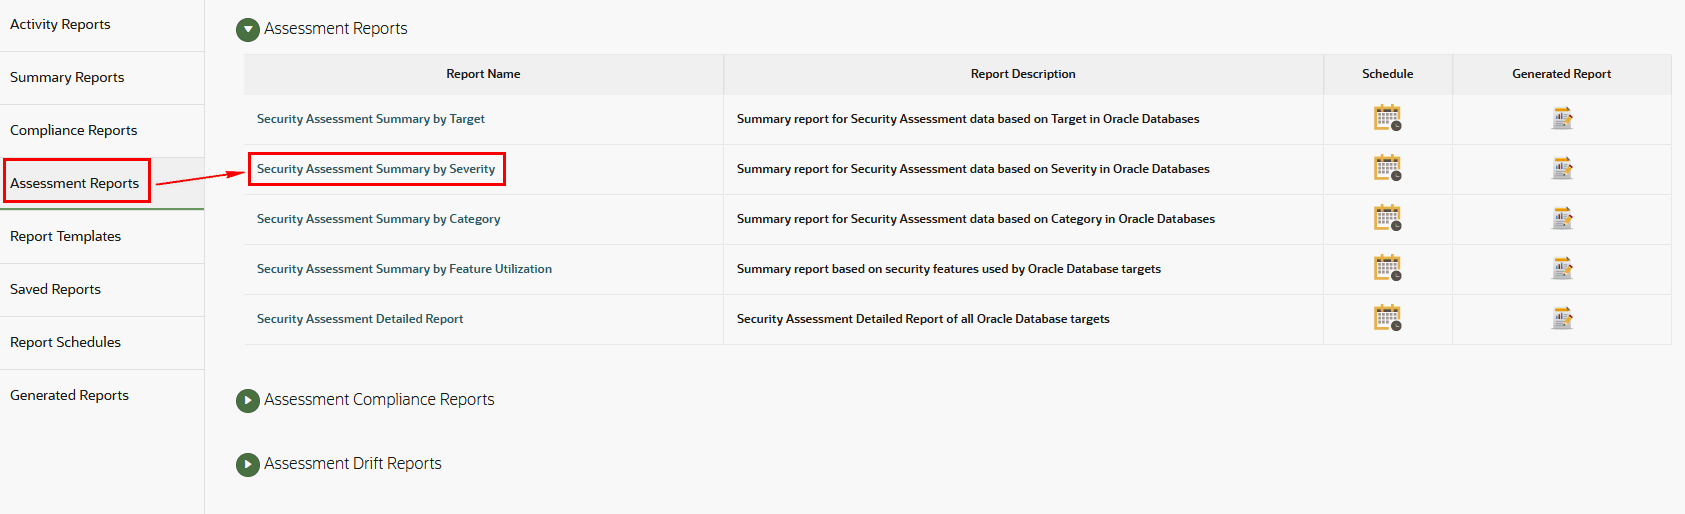 Activity Reports
Summary Reports
Compliance Reports
Assessment Reports
Report Templates
Saved Reports
Report Schedules
Generated Reports
Assessment Reports
Report Name Report Description Schedule Generated Report
Security Assessment Summary by Target Summary report for Security Assessment data based on Target in Oracle Databases
Security Assessment Summary by Severity Summary report for Security Assessment data based on Severity in Oracle Databases
Security Assessment Summary by Category Summary report for Security Assessment data based on Category in Oracle Databases
Security Assessment Summary by Feature Utilization Summary report based on security features used by Oracle Database targets
Security Assessment Detailed Report Security Assessment Detailed Report of all Oracle Database targets
Assessment Compliance Reports
Assessment Drift Reports